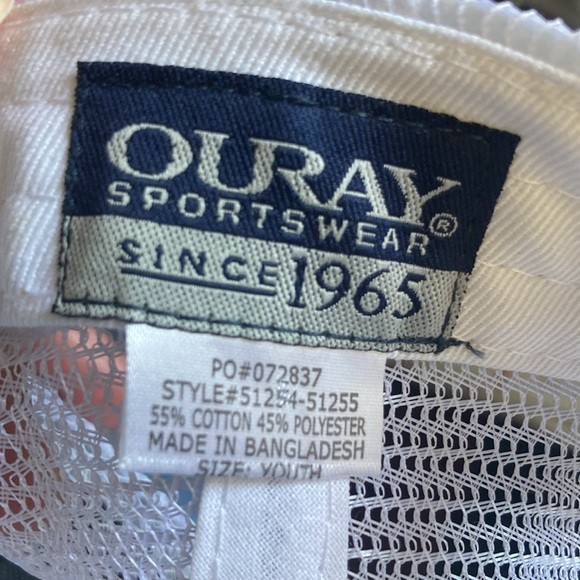 OURAY
SPORTSWEAR®
SINCE 1965
PO#072837
STYLE#51254-51255
55% COTTON 45% POLYESTER
MADE IN BANGLADESH
SIZE: YOUTH